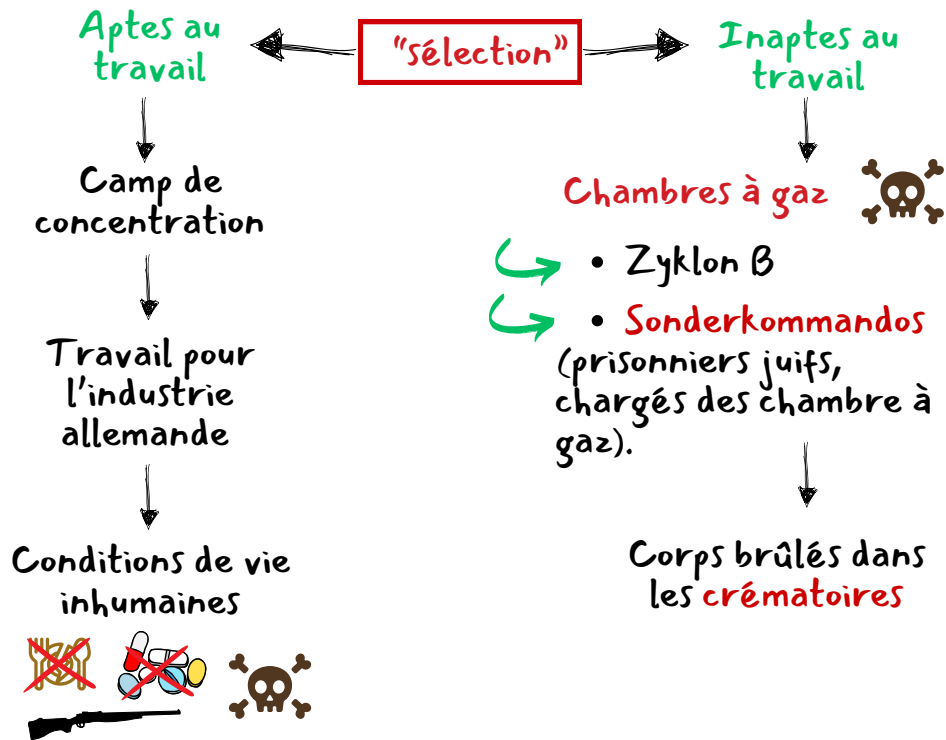 "sélection"
Aptes au
travail
Camp de
concentration
Travail pour
l'industrie
allemande
Conditions de vie
inhumaines
Inaptes au
travail
Chambres à gaz
• Zyklon B
• Sonderkommandos
(prisonniers juifs,
chargés des chambre à
gaz).
Corps brûlés dans
les crématoires